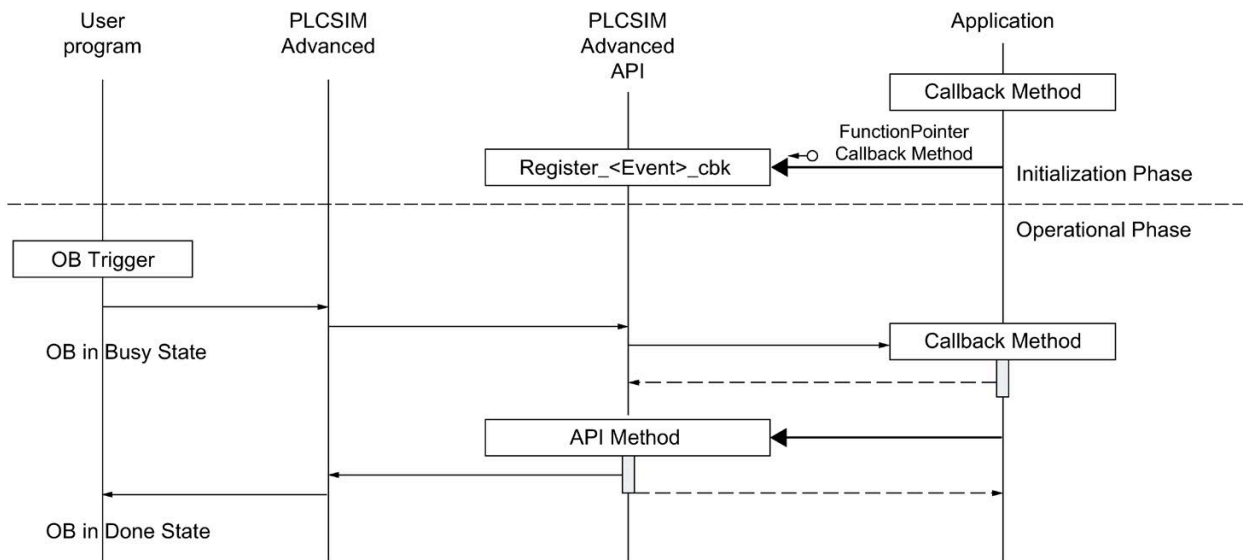 User
program
PLCSIM
Advanced
PLCSIM
Advanced
API
Application
Callback Method
FunctionPointer
Callback Method
Register_<Event>_cbk
Initialization Phase
Operational Phase
OB Trigger
OB in Busy State
Callback Method
API Method
OB in Done State